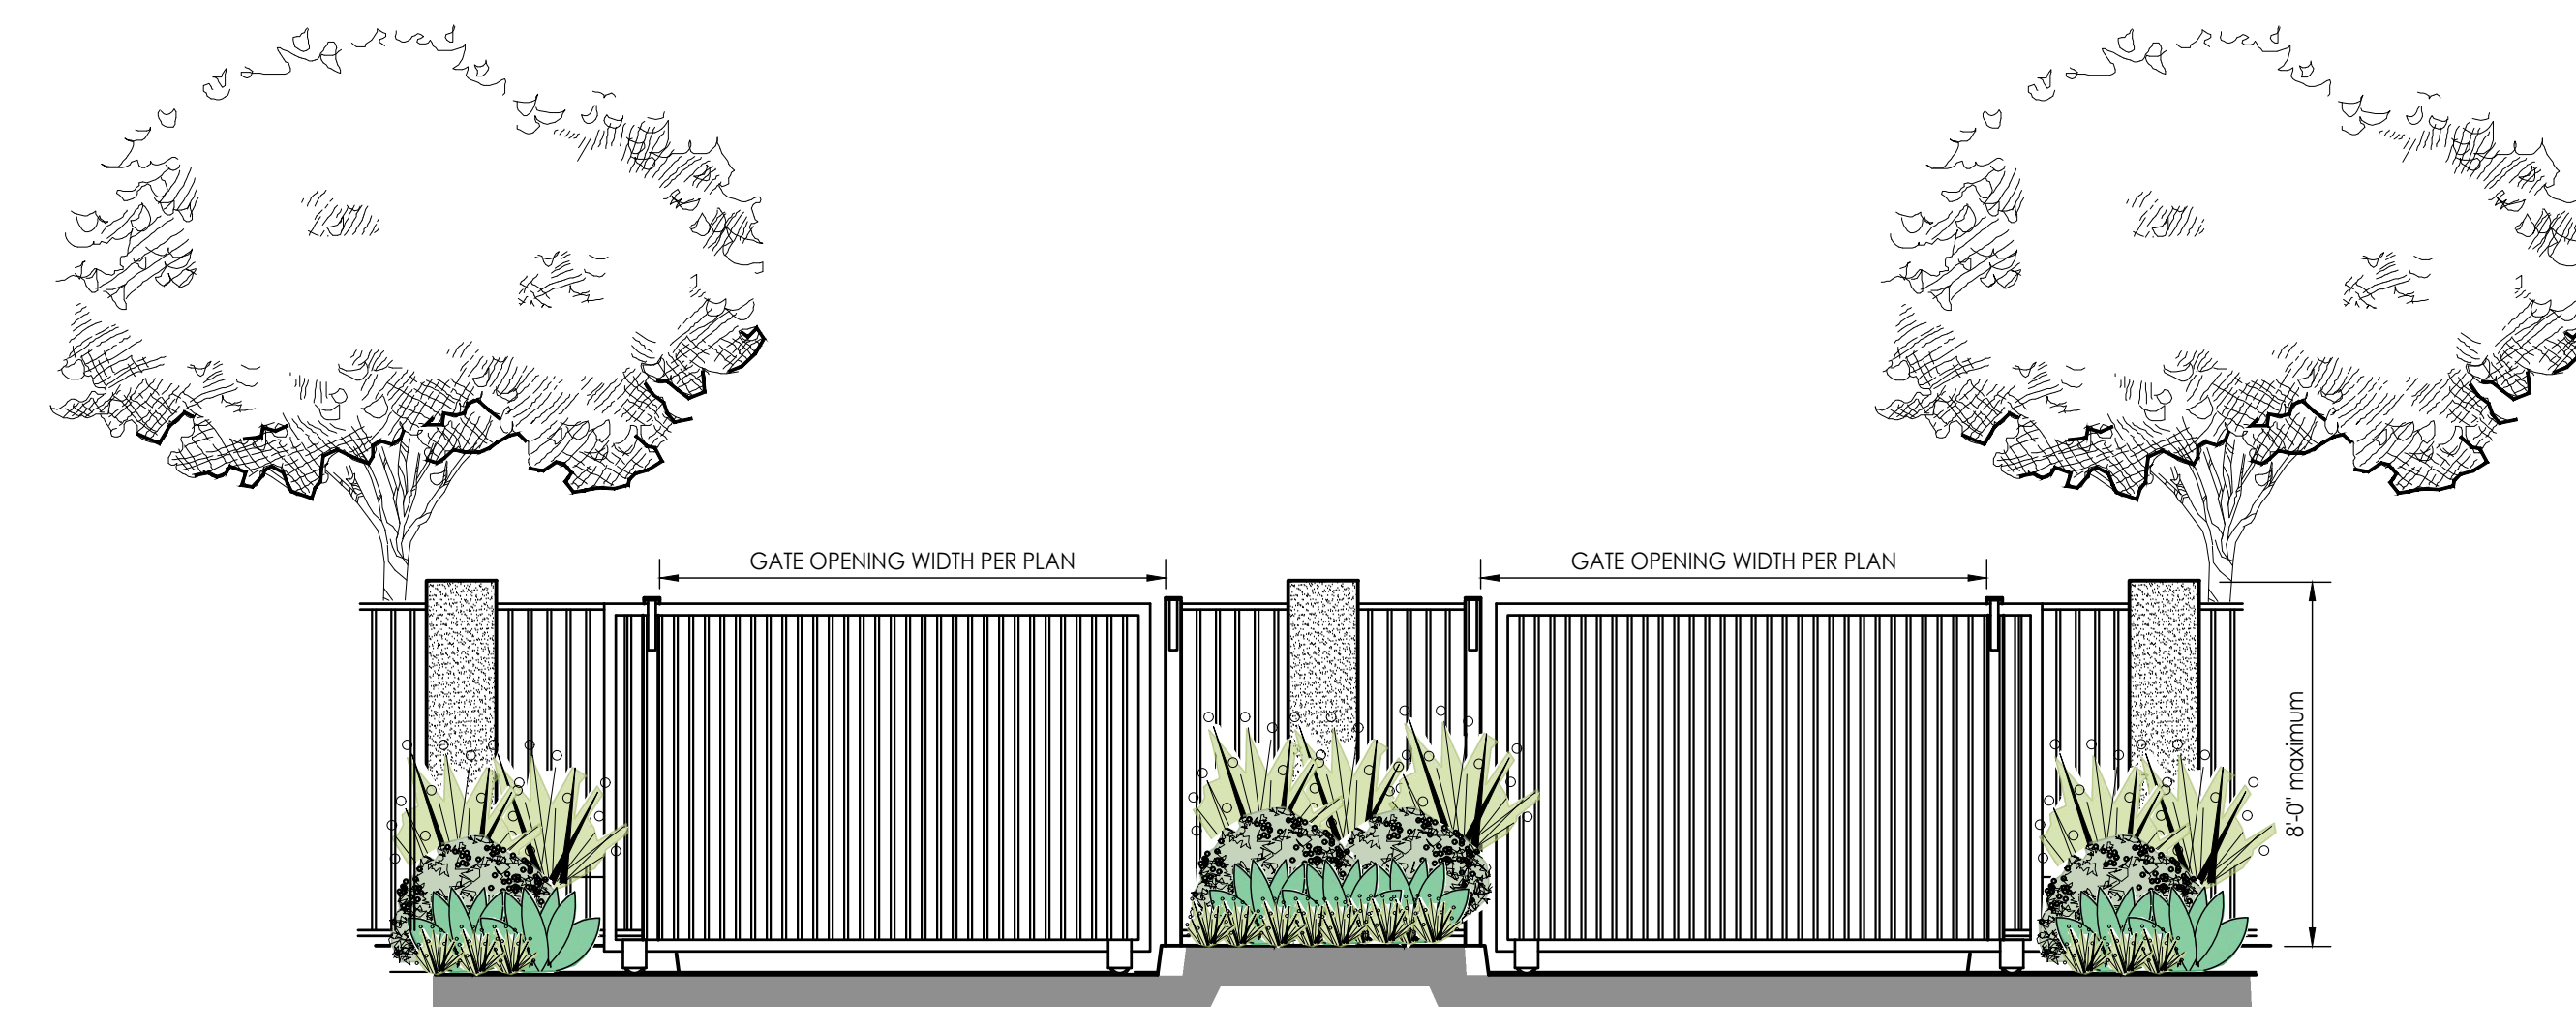 GATE OPENING WIDTH PER PLAN
GATE OPENING WIDTH PER PLAN
8'-0" maximum